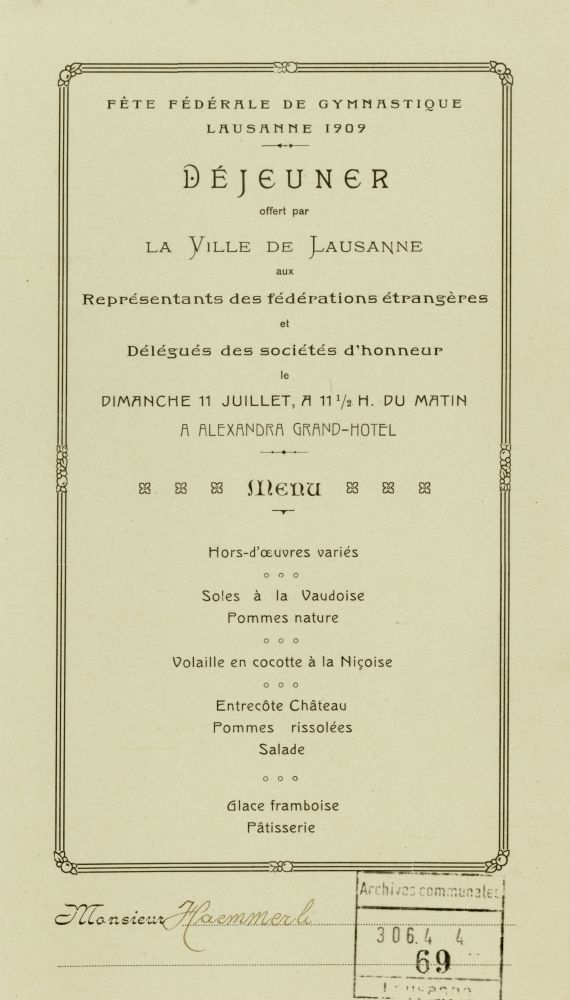 FÊTE FÉDÉRALE DE GYMNASTIQUE
LAUSANNE 1909
DÉJEUNER
offert par
LA VILLE DE LAUSANNE
aux
Représentants des fédérations étrangères
et
Délégués des sociétés d'honneur
le
DIMANCHE 11 JUILLET, A 11 1/2 H. DU MATIN
A ALEXANDRA GRAND-HOTEL
Menu
Hors-d'œuvres variés
Soles à la Vaudoise
Pommes nature
Volaille en cocotte à la Niçoise
Entrecôte Château
Pommes rissolées
Salade
Glace framboise
Pâtisserie
Monsieur Haemmerli
Archives communales
306.4 4
69
Lausanne